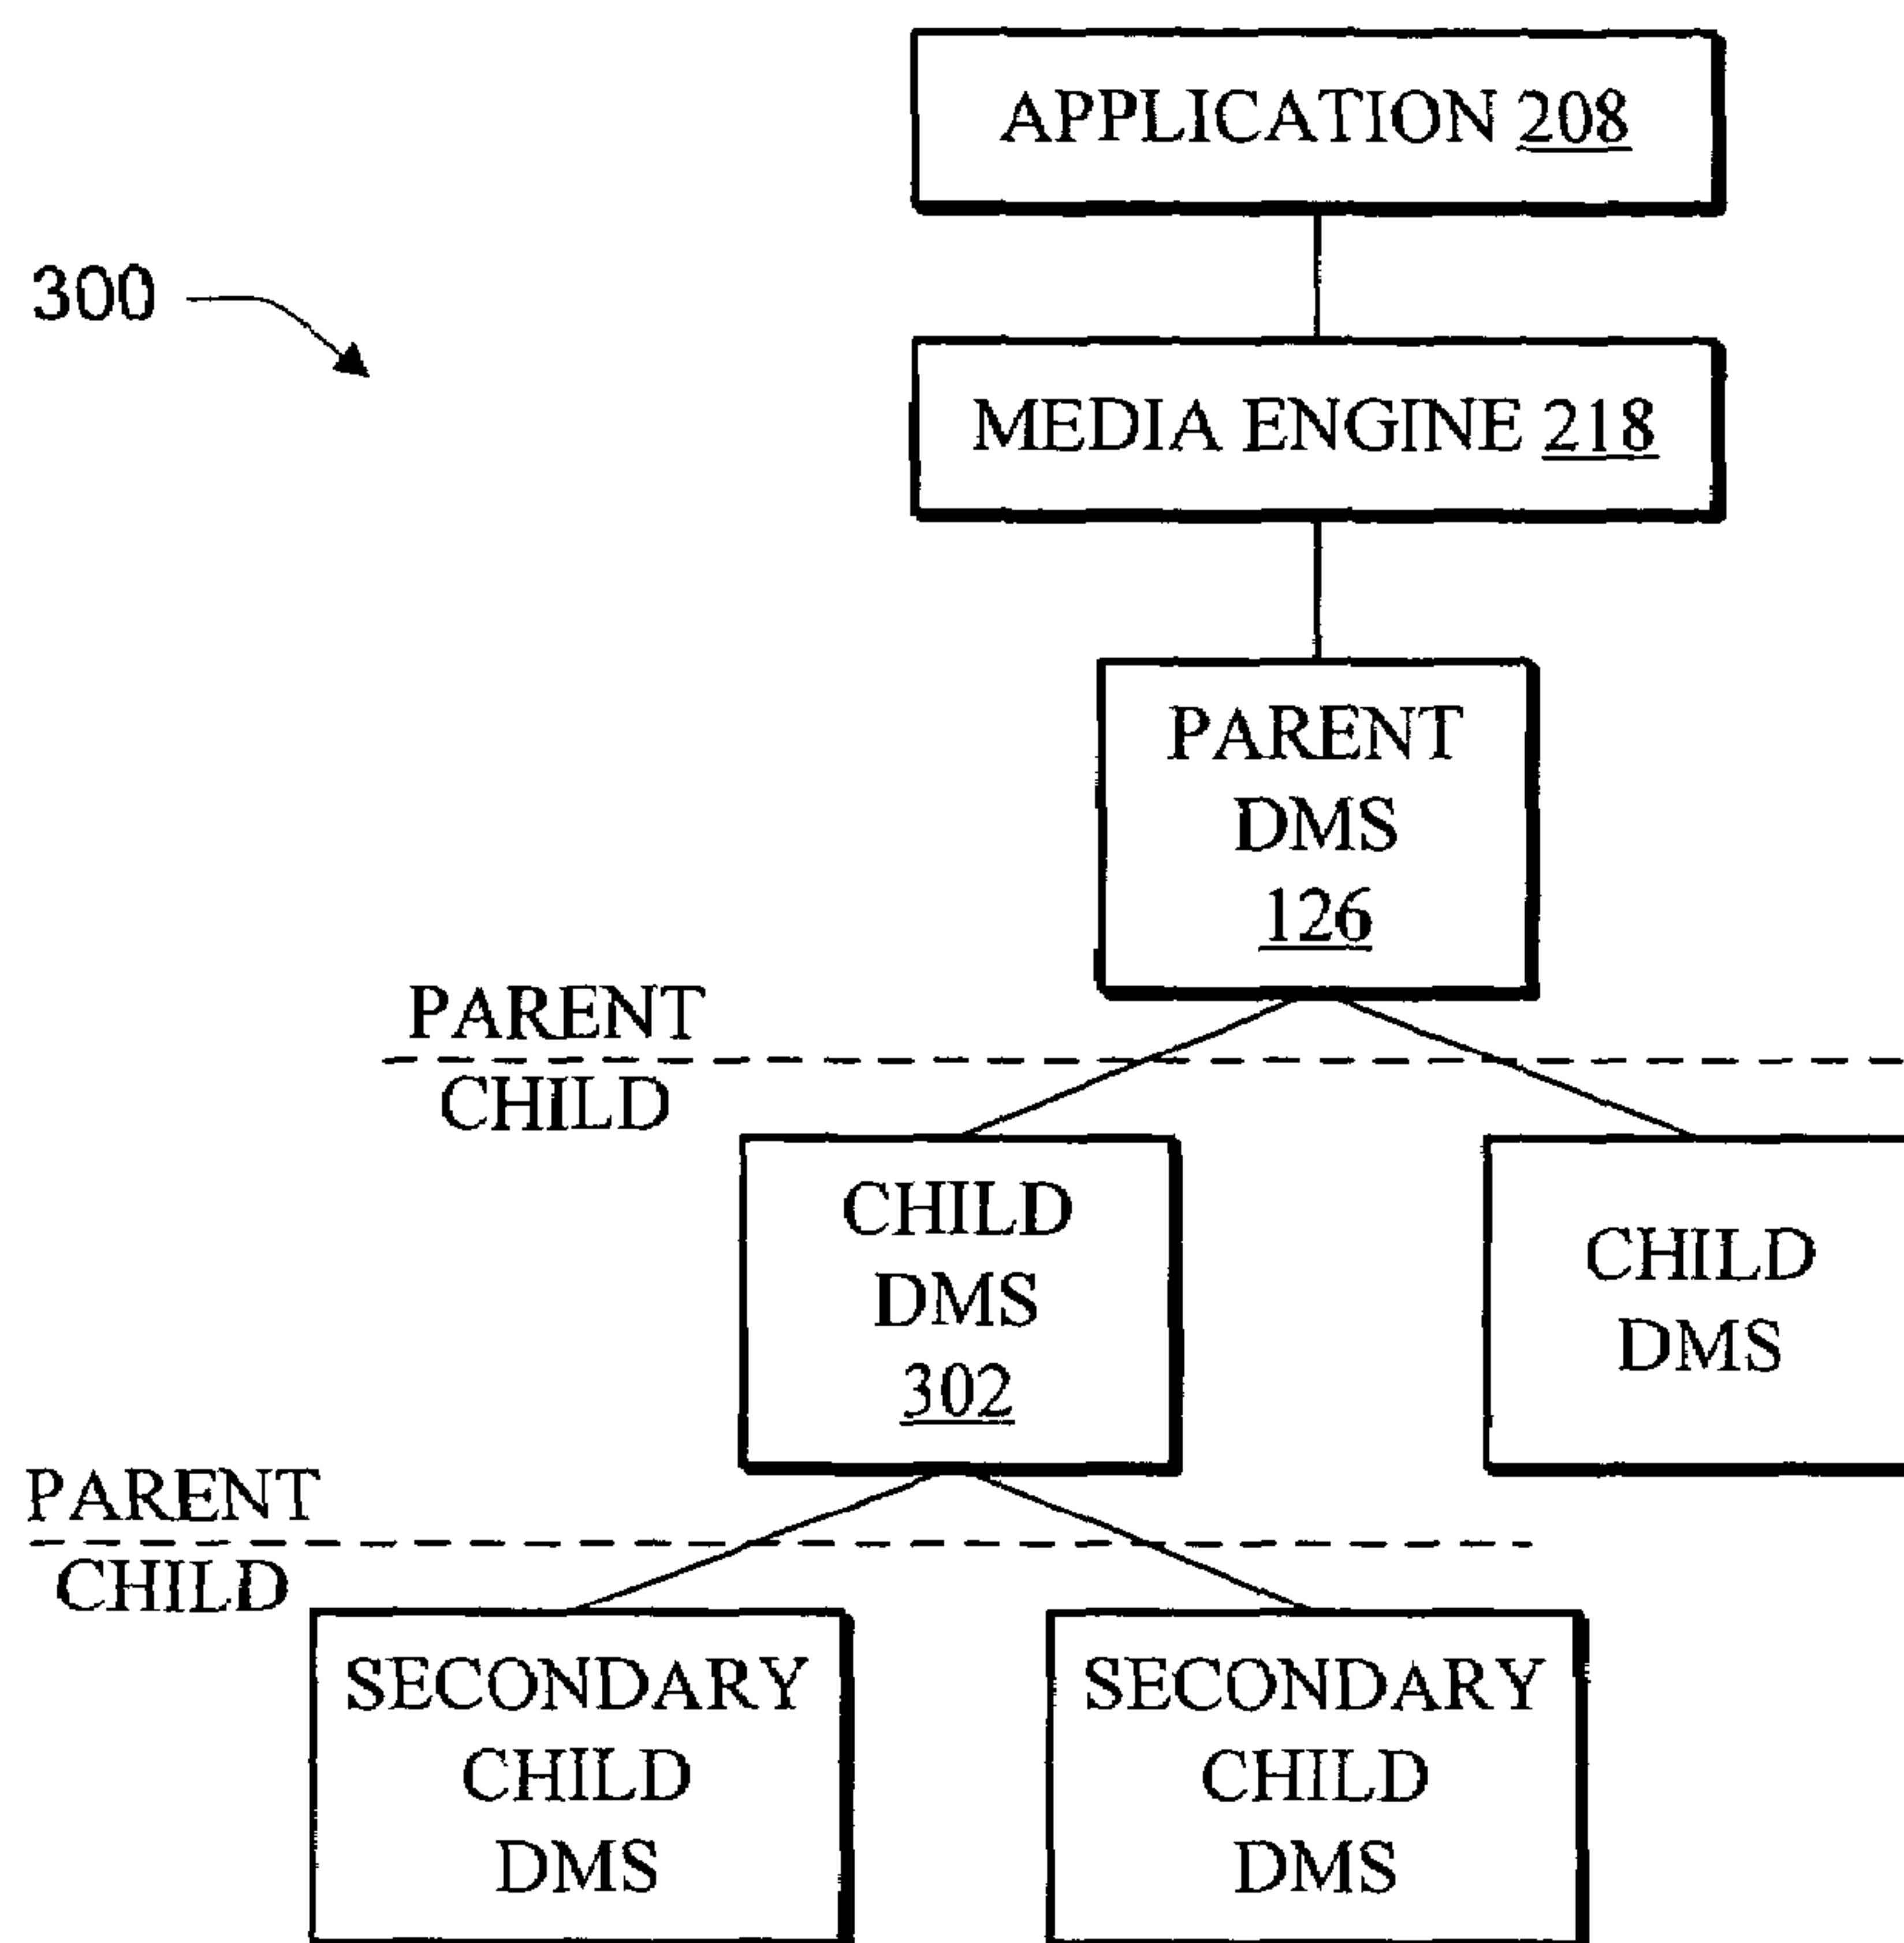 APPLICATION 208
300
MEDIA ENGINE 218
PARENT
DMS
126
PARENT
CHILD
CHILD
DMS
302
CHILD
DMS
PARENT
CHILD
SECONDARY
CHILD
DMS
SECONDARY
CHILD
DMS